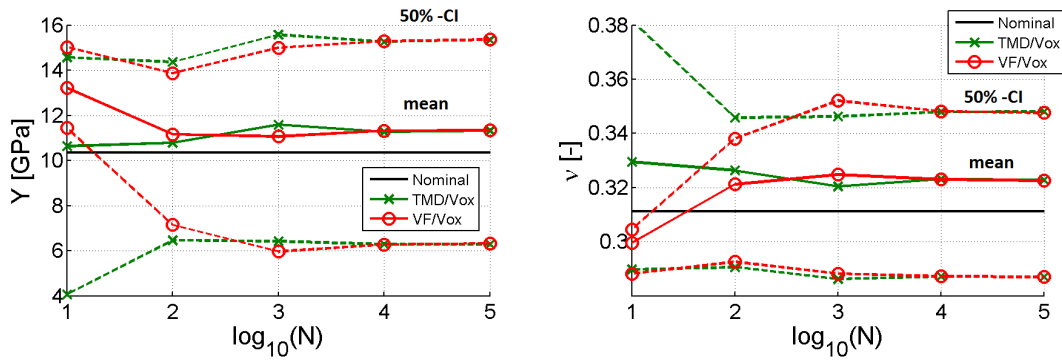 50% -CI
mean
Y [GPa]
16
14
12
10
8
6
4
Nominal
TMD/Vox
VF/Vox
1
2
3
4
5
log10(N)
0.38
0.36
0.34
0.32
0.3
ν [-]
Nominal
TMD/Vox
VF/Vox
50% -CI
mean
1
2
3
4
5
log10(N)